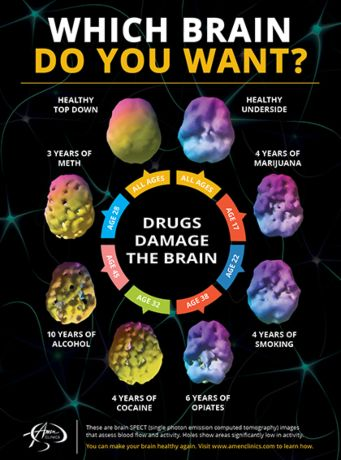 WHICH BRAIN
DO YOU WANT?
HEALTHY
TOP DOWN
HEALTHY
UNDERSIDE
3 YEARS OF
METH
4 YEARS OF
MARIJUANA
ALL AGES
ALL AGES
AGE 28
AGE 17
DRUGS
DAMAGE
THE BRAIN
AGE 45
AGE 22
AGE 32
AGE 38
10 YEARS OF
ALCOHOL
4 YEARS OF
SMOKING
4 YEARS OF
COCAINE
6 YEARS OF
OPIATES
Amen
CLINICS
These are brain SPECT (single photon emission computed tomography) images
that assess blood flow and activity. Holes show areas significantly low in activity.
You can make your brain healthy again. Visit www.amenclinics.com to learn how.